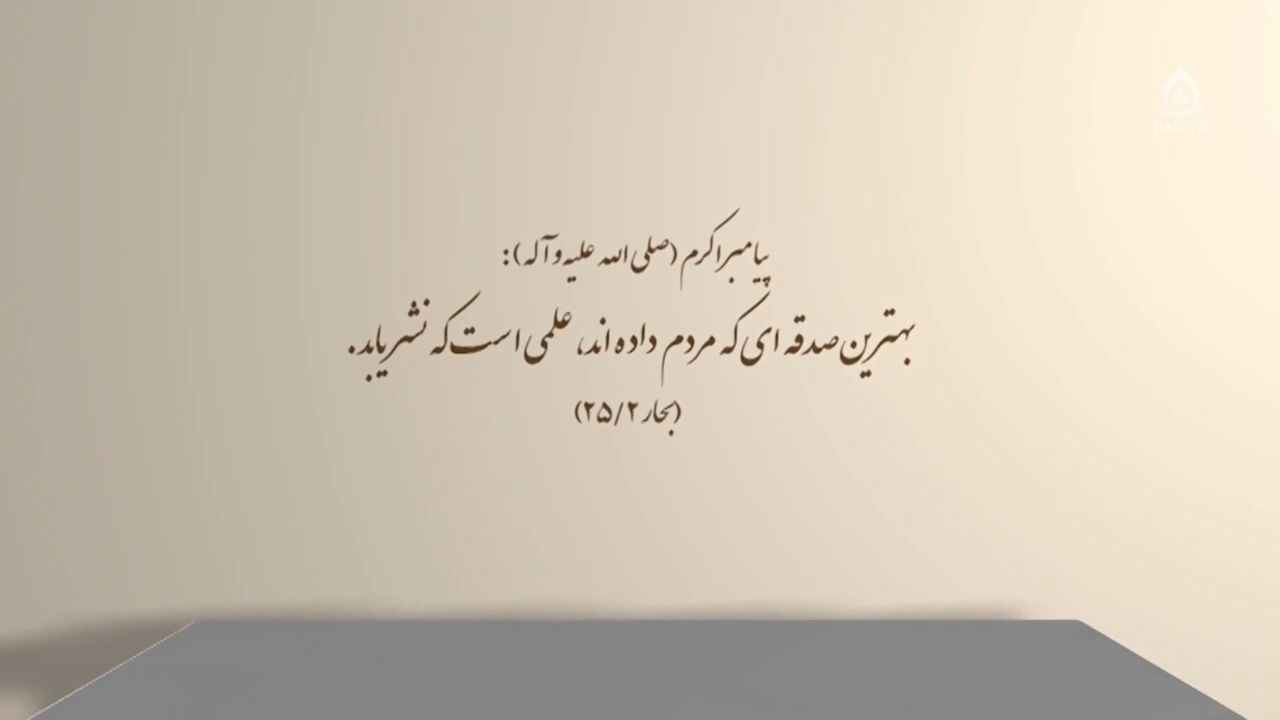 پیامبر اکرم (صلی الله علیه و آله):
بهترین صدقه ای که مردم داده اند، علمی است که نشر یابد.
(بحار ۲۵/۲)